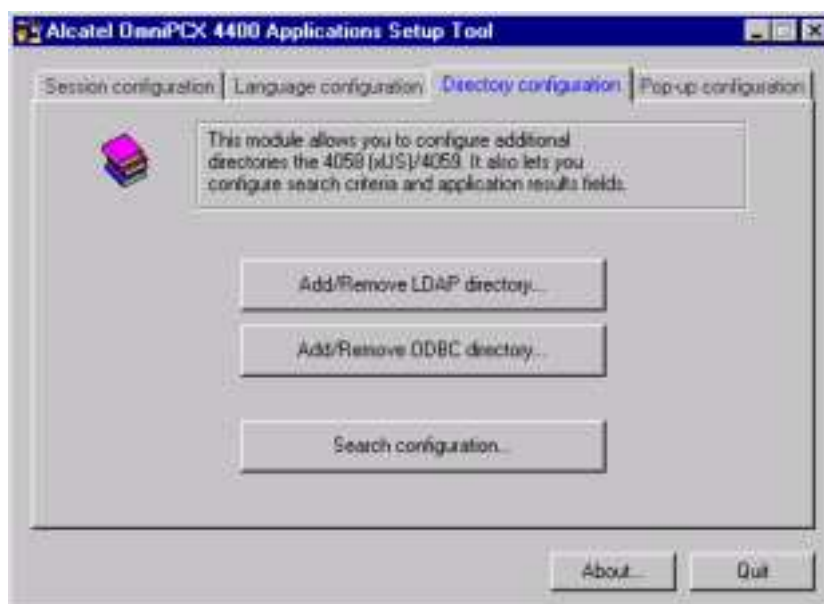 Alcatel OmniPCX 4400 Applications Setup Tool
Session configuration
Language configuration
Directory configuration
Pop-up configuration
This module allows you to configure additional
directories the 4058 (xUS)/4059. It also lets you
configure search criteria and application results fields.
Add/Remove LDAP directory...
Add/Remove ODBC directory...
Search configuration...
About...
Quit